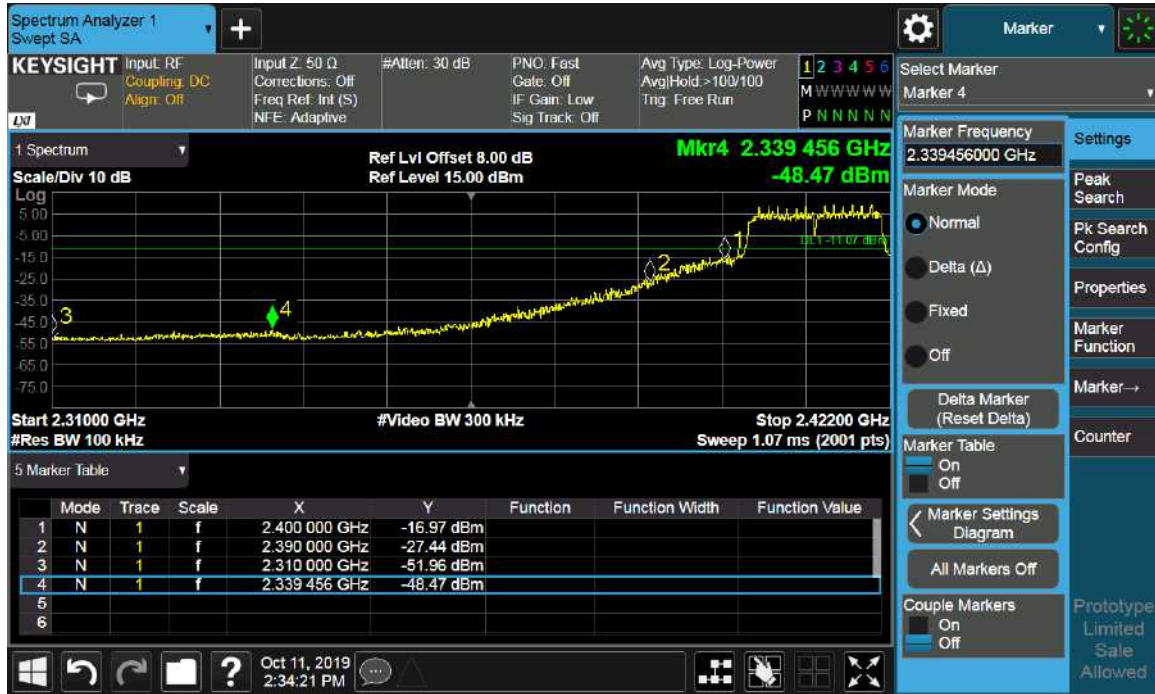 Spectrum Analyzer 1
Swept SA
+
Marker
KEYSIGHT
LXI
Input: RF
Coupling: DC
Align: Off
Input Z: 50 Ω
Corrections: Off
Freq Ref: Int (S)
NFE: Adaptive
#Atten: 30 dB
PNO: Fast
Gate: Off
IF Gain: Low
Sig Track: Off
Avg Type: Log-Power
Avg|Hold:>100/100
Trig: Free Run
1 2 3 4 5 6
M W W W W W
P N N N N N
Select Marker
Marker 4
1 Spectrum
Scale/Div 10 dB
Ref Lvl Offset 8.00 dB
Ref Level 15.00 dBm
Mkr4 2.339 456 GHz
-48.47 dBm
Log
5.00
-5.00
-15.0
-25.0
-35.0
-45.0
-55.0
-65.0
-75.0
DL1 -11.07 dBm
1
2
3
4
Start 2.31000 GHz
#Res BW 100 kHz
#Video BW 300 kHz
Stop 2.42200 GHz
Sweep 1.07 ms (2001 pts)
5 Marker Table
Mode Trace Scale X Y Function Function Width Function Value
1 N 1 f 2.400 000 GHz -16.97 dBm
2 N 1 f 2.390 000 GHz -27.44 dBm
3 N 1 f 2.310 000 GHz -51.96 dBm
4 N 1 f 2.339 456 GHz -48.47 dBm
5
6
Marker Frequency
2.339456000 GHz
Marker Mode
Normal
Delta (Δ)
Fixed
Off
Delta Marker
(Reset Delta)
Marker Table
On
Off
Marker Settings
Diagram
All Markers Off
Couple Markers
On
Off
Settings
Peak
Search
Pk Search
Config
Properties
Marker
Function
Marker→
Counter
Prototype
Limited
Sale
Allowed
?
Oct 11, 2019
2:34:21 PM